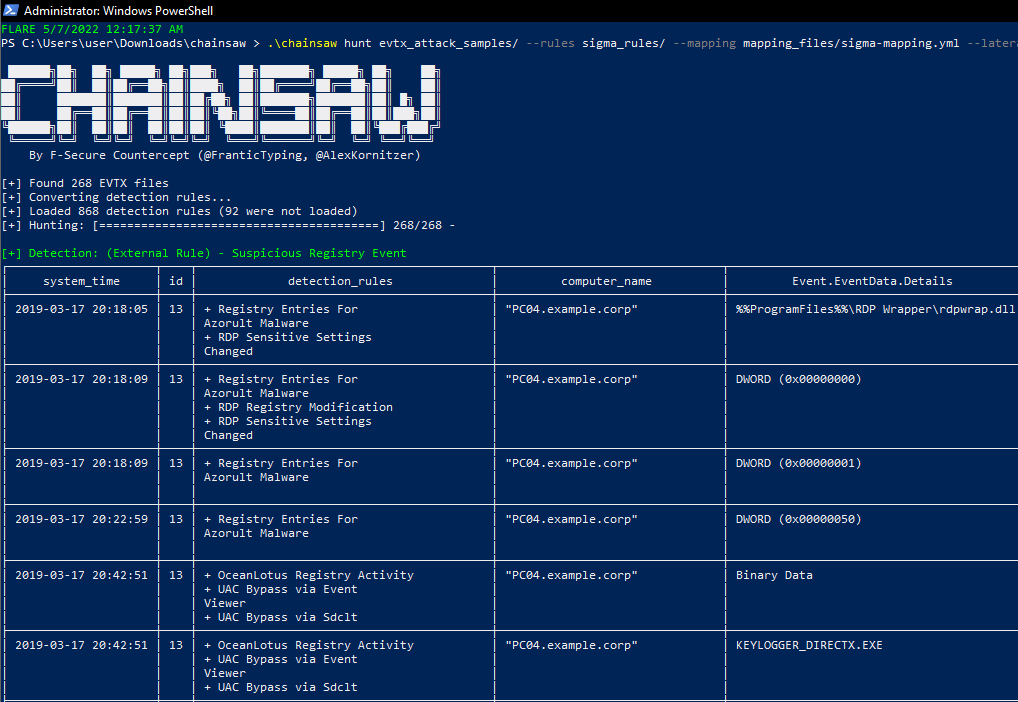 Administrator: Windows PowerShell
FLARE 5/7/2022 12:17:37 AM
PS C:\Users\user\Downloads\chainsaw > .\chainsaw hunt evtx_attack_samples/ --rules sigma_rules/ --mapping mapping_files/sigma-mapping.yml --latera
CHAINSAW
By F-Secure Countercept (@FranticTyping, @AlexKornitzer)
[+] Found 268 EVTX files
[+] Converting detection rules...
[+] Loaded 868 detection rules (92 were not loaded)
[+] Hunting: [========================================] 268/268 -
[+] Detection: (External Rule) - Suspicious Registry Event
system_time id detection_rules computer_name Event.EventData.Details
2019-03-17 20:18:05 13 + Registry Entries For "PC04.example.corp" %%ProgramFiles%%\RDP Wrapper\rdpwrap.dll
Azorult Malware
+ RDP Sensitive Settings
Changed
2019-03-17 20:18:09 13 + Registry Entries For "PC04.example.corp" DWORD (0x00000000)
Azorult Malware
+ RDP Registry Modification
+ RDP Sensitive Settings
Changed
2019-03-17 20:18:09 13 + Registry Entries For "PC04.example.corp" DWORD (0x00000001)
Azorult Malware
2019-03-17 20:22:59 13 + Registry Entries For "PC04.example.corp" DWORD (0x00000050)
Azorult Malware
2019-03-17 20:42:51 13 + OceanLotus Registry Activity "PC04.example.corp" Binary Data
+ UAC Bypass via Event
Viewer
+ UAC Bypass via Sdclt
2019-03-17 20:42:51 13 + OceanLotus Registry Activity "PC04.example.corp" KEYLOGGER_DIRECTX.EXE
+ UAC Bypass via Event
Viewer
+ UAC Bypass via Sdclt